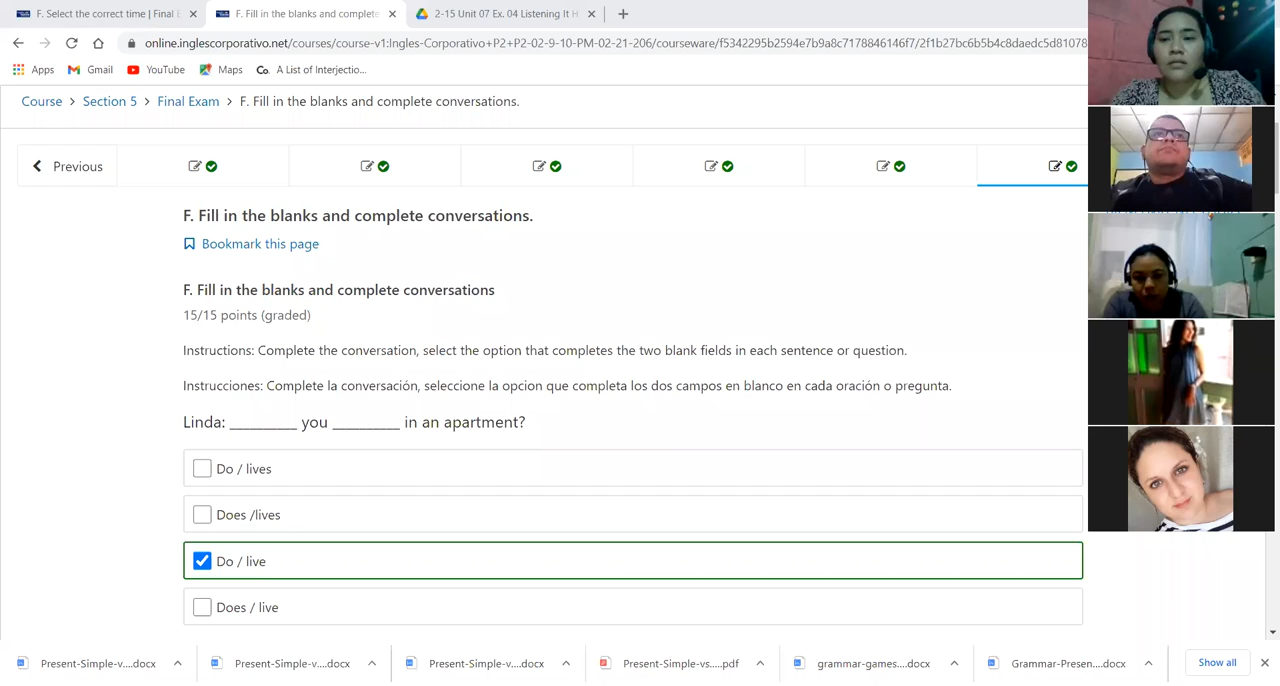 F. Select the correct time | Final E
F. Fill in the blanks and complete
2-15 Unit 07 Ex. 04 Listening It H
online.inglescorporativo.net/courses/course-v1:Ingles-Corporativo+P2+P2-02-9-10-PM-02-21-206/courseware/f5342295b2594e7b9a8c7178846146f7/2f1b27bc6b5b4c8daedc5d81078
Apps Gmail YouTube Maps Co. A List of Interjectio...
Course > Section 5 > Final Exam > F. Fill in the blanks and complete conversations.
Previous
F. Fill in the blanks and complete conversations.
Bookmark this page
F. Fill in the blanks and complete conversations
15/15 points (graded)
Instructions: Complete the conversation, select the option that completes the two blank fields in each sentence or question.
Instrucciones: Complete la conversación, seleccione la opcion que completa los dos campos en blanco en cada oración o pregunta.
Linda: _________ you _________ in an apartment?
Do / lives
Does /lives
Do / live
Does / live
Present-Simple-v....docx
Present-Simple-v....docx
Present-Simple-v....docx
Present-Simple-vs.....pdf
grammar-games....docx
Grammar-Presen....docx
Show all